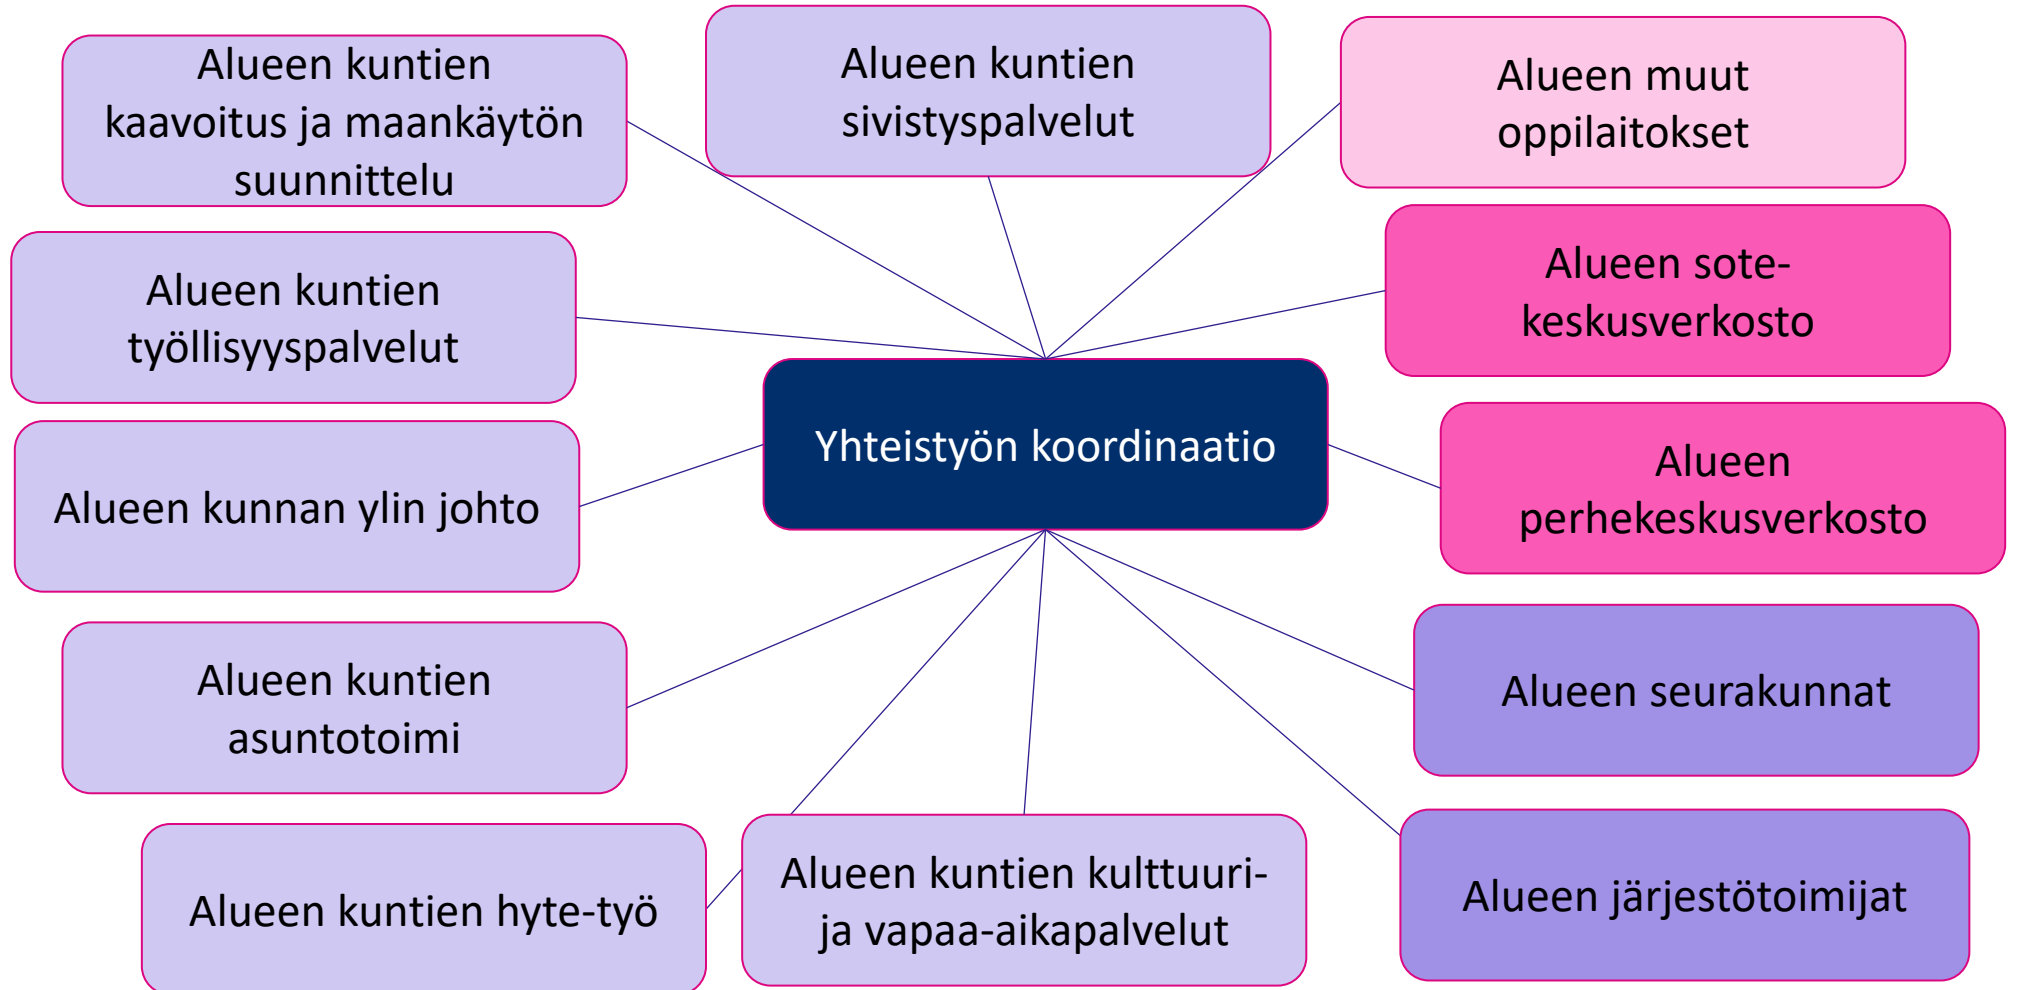 Alueen kuntien
kaavoitus ja maankäytön
suunnittelu
Alueen kuntien
sivistyspalvelut
Alueen muut
oppilaitokset
Alueen kuntien
työllisyyspalvelut
Alueen sote-
keskusverkosto
Yhteistyön koordinaatio
Alueen kunnan ylin johto
Alueen
perhekeskusverkosto
Alueen kuntien
asuntotoimi
Alueen seurakunnat
Alueen kuntien hyte-työ
Alueen kuntien kulttuuri-
ja vapaa-aikapalvelut
Alueen järjestötoimijat